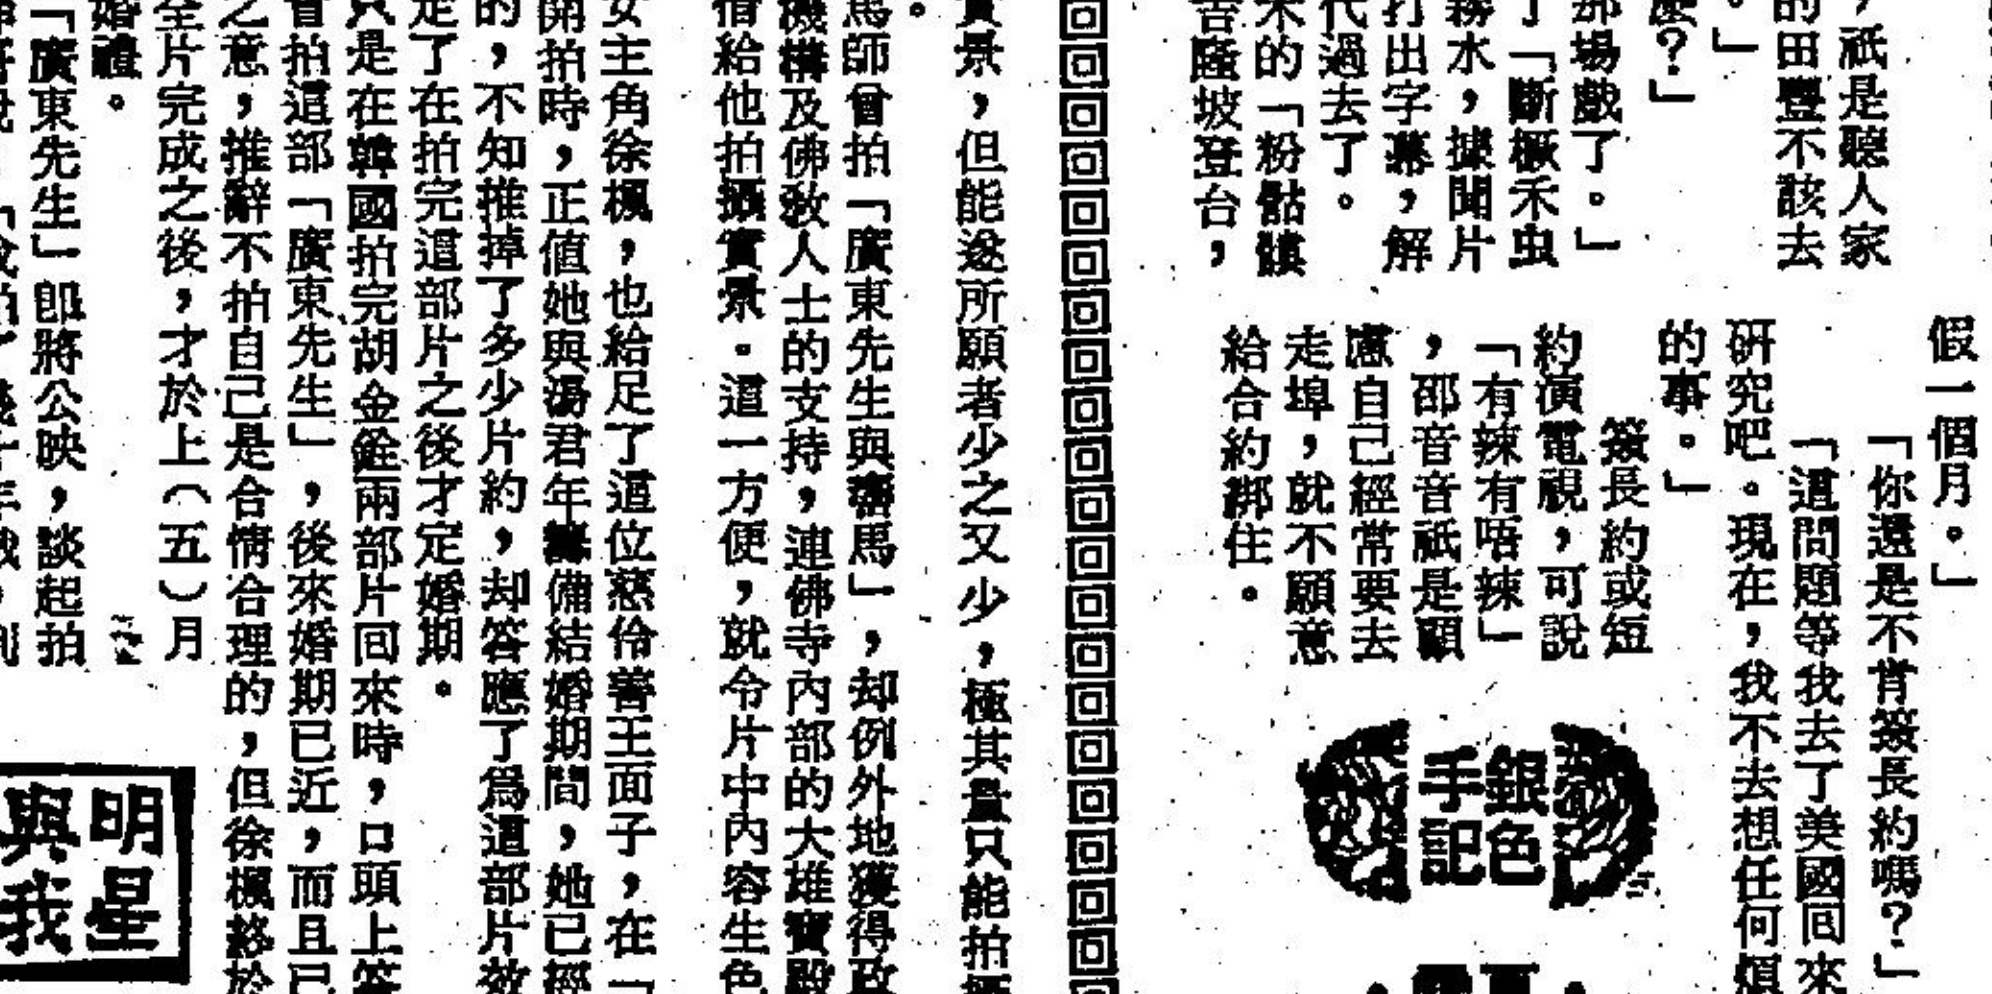 ，祇是聽人家
的田豐不該去
。」
麼？」
那場戲了。」
了「斷橛禾虫
霧水，據聞片
打出字幕，解
代過去了。
未的「粉骷髏
吉隆坡登台，
假一個月。」
「你還是不肯簽長約嗎？」
「這問題等我去了美國囘來
研究吧。現在，我不去想任何煩
的事。」
簽長約或短
約演電視，可說
「有辣有唔辣」
，邵音音祇是顧
慮自己經常要去
走埠，就不願意
給合約綁住。
銀色
手記
實景，但能遂所願者少之又少，極其量只能拍
。
馬師曾拍「廣東先生與審馬」，却例外地獲得政
機構及佛教人士的支持，連佛寺內部的大雄寶殿
借給他拍攝實景。這一方便，就令片中內容生色
女主角徐楓，也給足了這位慈伶善王面子，在「
開拍時，正值她與湯君年籌備結婚期間，她已經
的，不知推掉了多少片約，却答應了爲這部片效
定了在拍完這部片之後才定婚期。
只是在韓國拍完胡金銓兩部片囘來時，口頭上答
曾拍這部「廣東先生」，後來婚期已近，而且已
之意，推辭不拍自己是合情合理的，但徐楓終於
全片完成之後，才於上（五）月
婚禮。
「廣東先生」卽將公映，談起拍
明星
與我